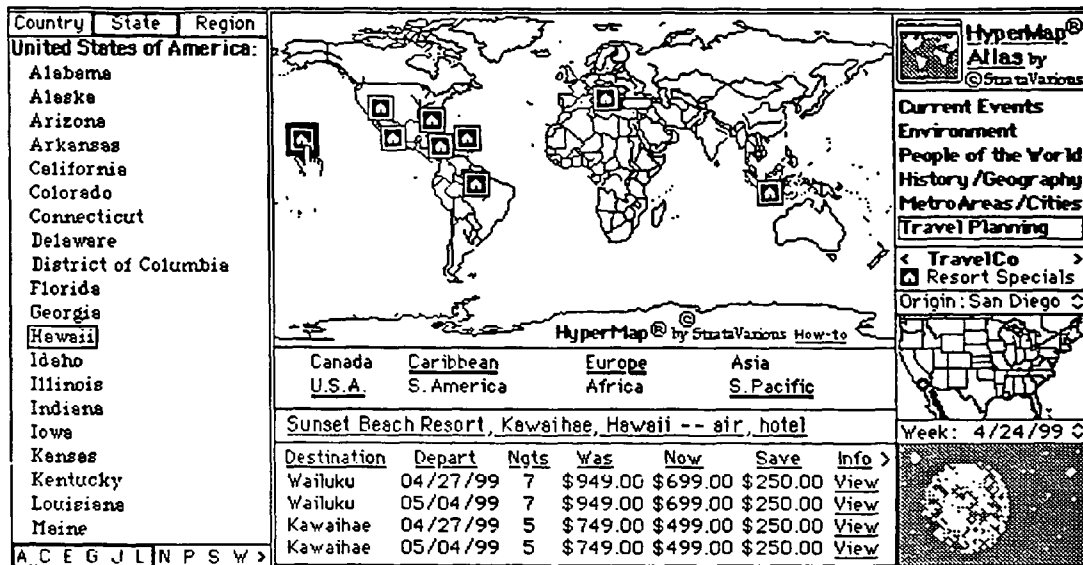 Country State Region
United States of America:
Alabama
Alaska
Arizona
Arkansas
California
Colorado
Connecticut
Delaware
District of Columbia
Florida
Georgia
Hawaii
Idaho
Illinois
Indiana
Iowa
Kansas
Kentucky
Louisiana
Maine
A C E G J L N P S W >
HyperMap® by StrataVarious How-to
©
Canada Caribbean Europe Asia
U.S.A. S. America Africa S. Pacific
Sunset Beach Resort, Kawaihae, Hawaii -- air, hotel
Destination Depart Ngts Was Now Save Info >
Wailuku 04/27/99 7 $949.00 $699.00 $250.00 View
Wailuku 05/04/99 7 $949.00 $699.00 $250.00 View
Kawaihae 04/27/99 5 $749.00 $499.00 $250.00 View
Kawaihae 05/04/99 5 $749.00 $499.00 $250.00 View
HyperMap®
Atlas by
©StrataVarious
Current Events
Environment
People of the World
History/Geography
Metro Areas/Cities
Travel Planning
< TravelCo >
Resort Specials
Origin: San Diego
Week: 4/24/99